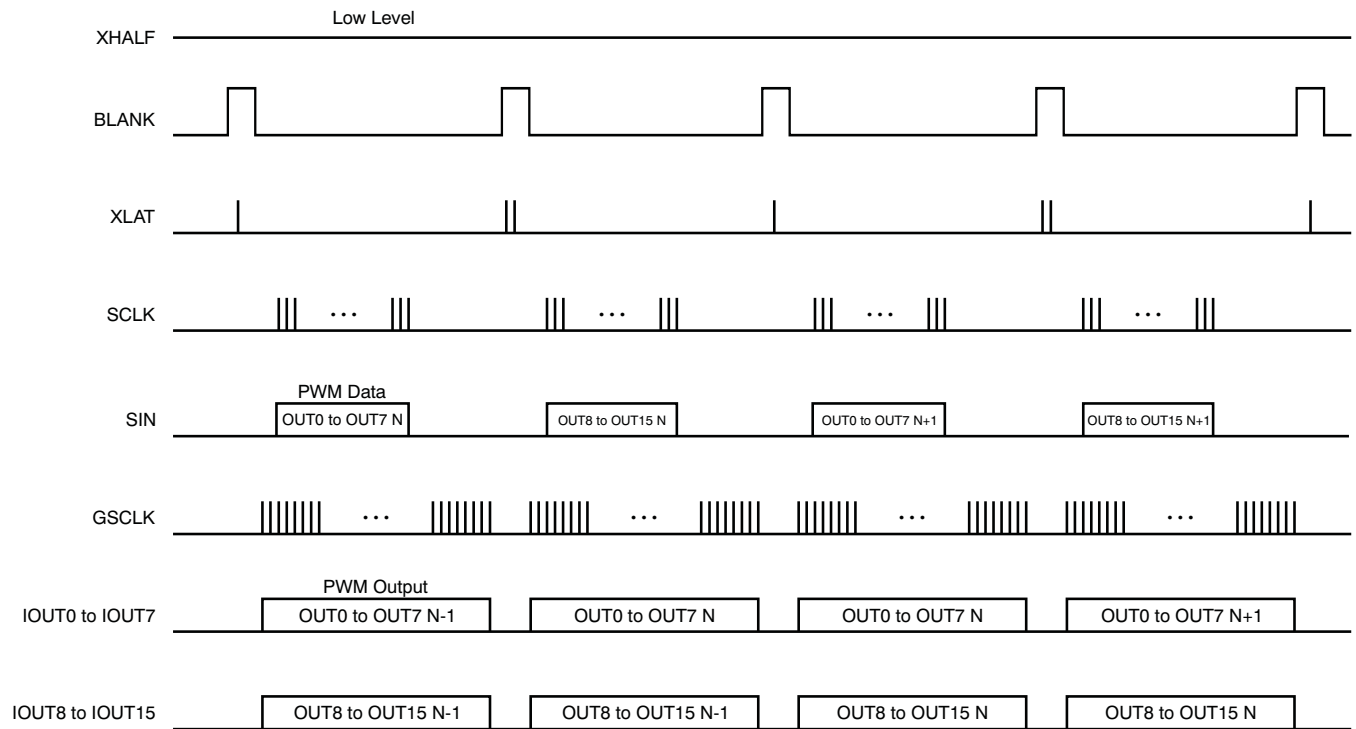 Low Level
XHALF
BLANK
XLAT
SCLK
...
...
...
...
PWM Data
SIN
OUT0 to OUT7 N
OUT8 to OUT15 N
OUT0 to OUT7 N+1
OUT8 to OUT15 N+1
GSCLK
...
...
...
...
PWM Output
IOUT0 to IOUT7
OUT0 to OUT7 N-1
OUT0 to OUT7 N
OUT0 to OUT7 N
OUT0 to OUT7 N+1
IOUT8 to IOUT15
OUT8 to OUT15 N-1
OUT8 to OUT15 N-1
OUT8 to OUT15 N
OUT8 to OUT15 N